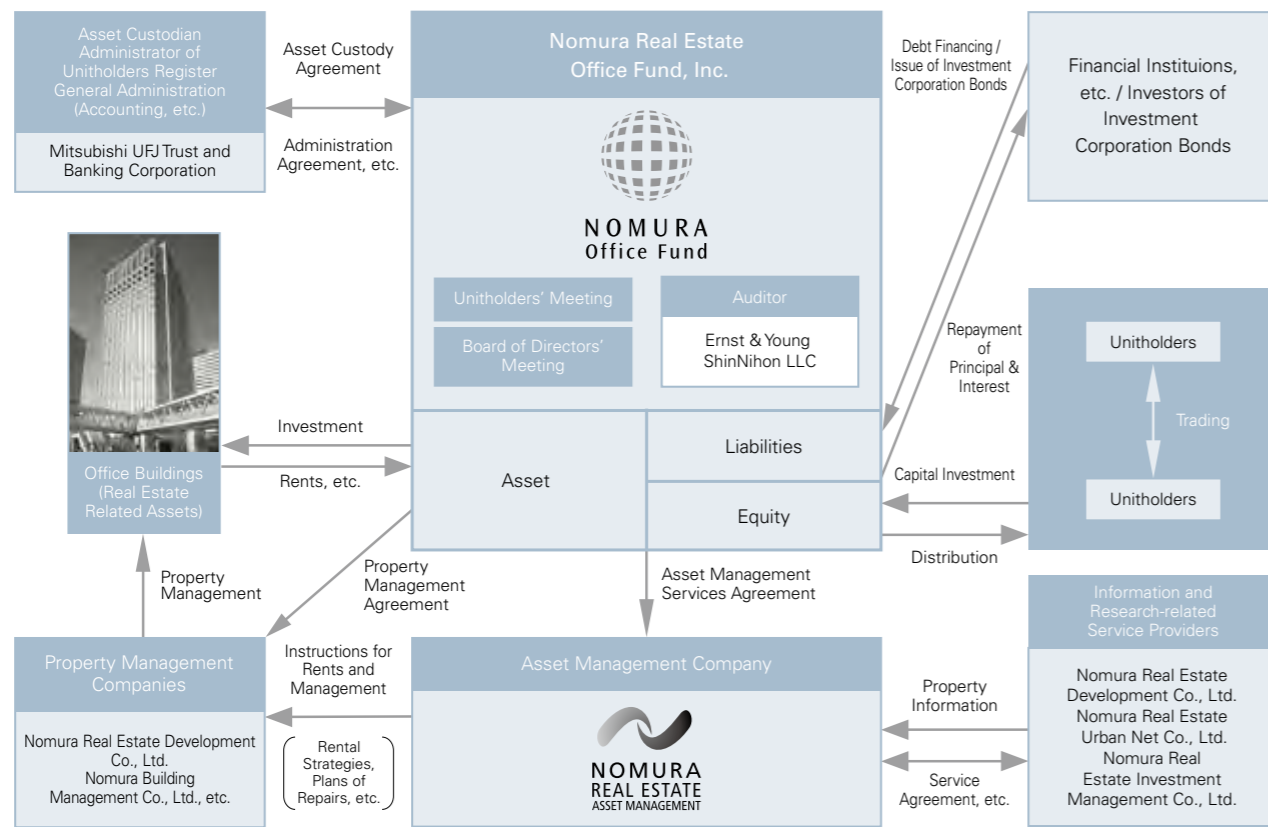 Asset Custodian
Administrator of
Unitholders Register
General Administration
(Accounting, etc.)
Mitsubishi UFJ Trust and
Banking Corporation
Asset Custody
Agreement
Administration
Agreement, etc.
Nomura Real Estate
Office Fund, Inc.
NOMURA
Office Fund
Unitholders' Meeting
Board of Directors'
Meeting
Auditor
Ernst & Young
ShinNihon LLC
Asset
Liabilities
Equity
Debt Financing /
Issue of Investment
Corporation Bonds
Financial Instituions,
etc. / Investors of
Investment
Corporation Bonds
Repayment
of
Principal &
Interest
Unitholders
Trading
Unitholders
Capital Investment
Distribution
Investment
Rents, etc.
Office Buildings
(Real Estate
Related Assets)
Property
Management
Property
Management
Agreement
Asset Management
Services Agreement
Property Management
Companies
Nomura Real Estate Development
Co., Ltd.
Nomura Building
Management Co., Ltd., etc.
Instructions for
Rents and
Management
Rental
Strategies,
Plans of
Repairs, etc.
Asset Management Company
NOMURA
REAL ESTATE
ASSET MANAGEMENT
Property
Information
Service
Agreement, etc.
Information and
Research-related
Service Providers
Nomura Real Estate
Development Co., Ltd.
Nomura Real Estate
Urban Net Co., Ltd.
Nomura Real
Estate Investment
Management Co., Ltd.